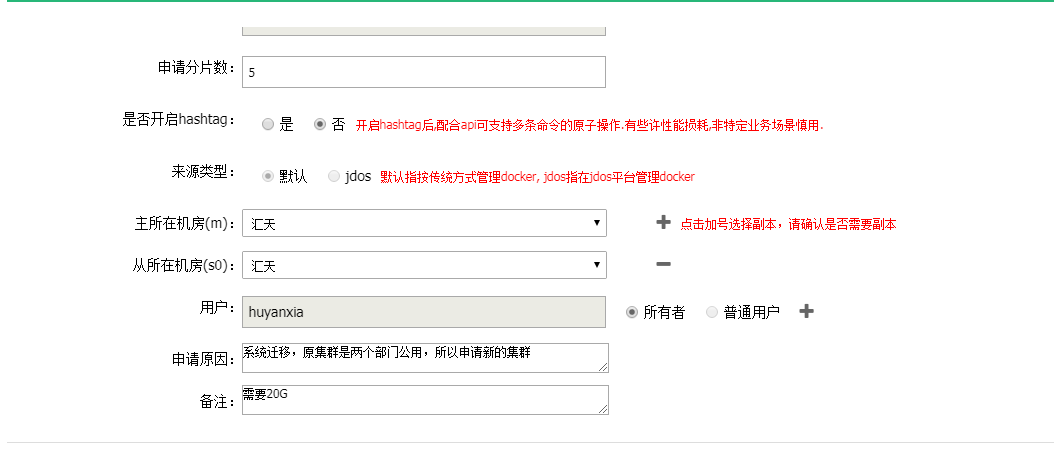 申请分片数： 5
是否开启hashtag： 是 否 开启hashtag后,配合api可支持多条命令的原子操作.有些许性能损耗,非特定业务场景慎用.
来源类型： 默认 jdos 默认指按传统方式管理docker, jdos指在jdos平台管理docker
主所在机房(m)： 汇天 点击加号选择副本，请确认是否需要副本
从所在机房(s0)： 汇天
用户： huyanxia 所有者 普通用户
申请原因： 系统迁移，原集群是两个部门公用，所以申请新的集群
备注： 需要20G